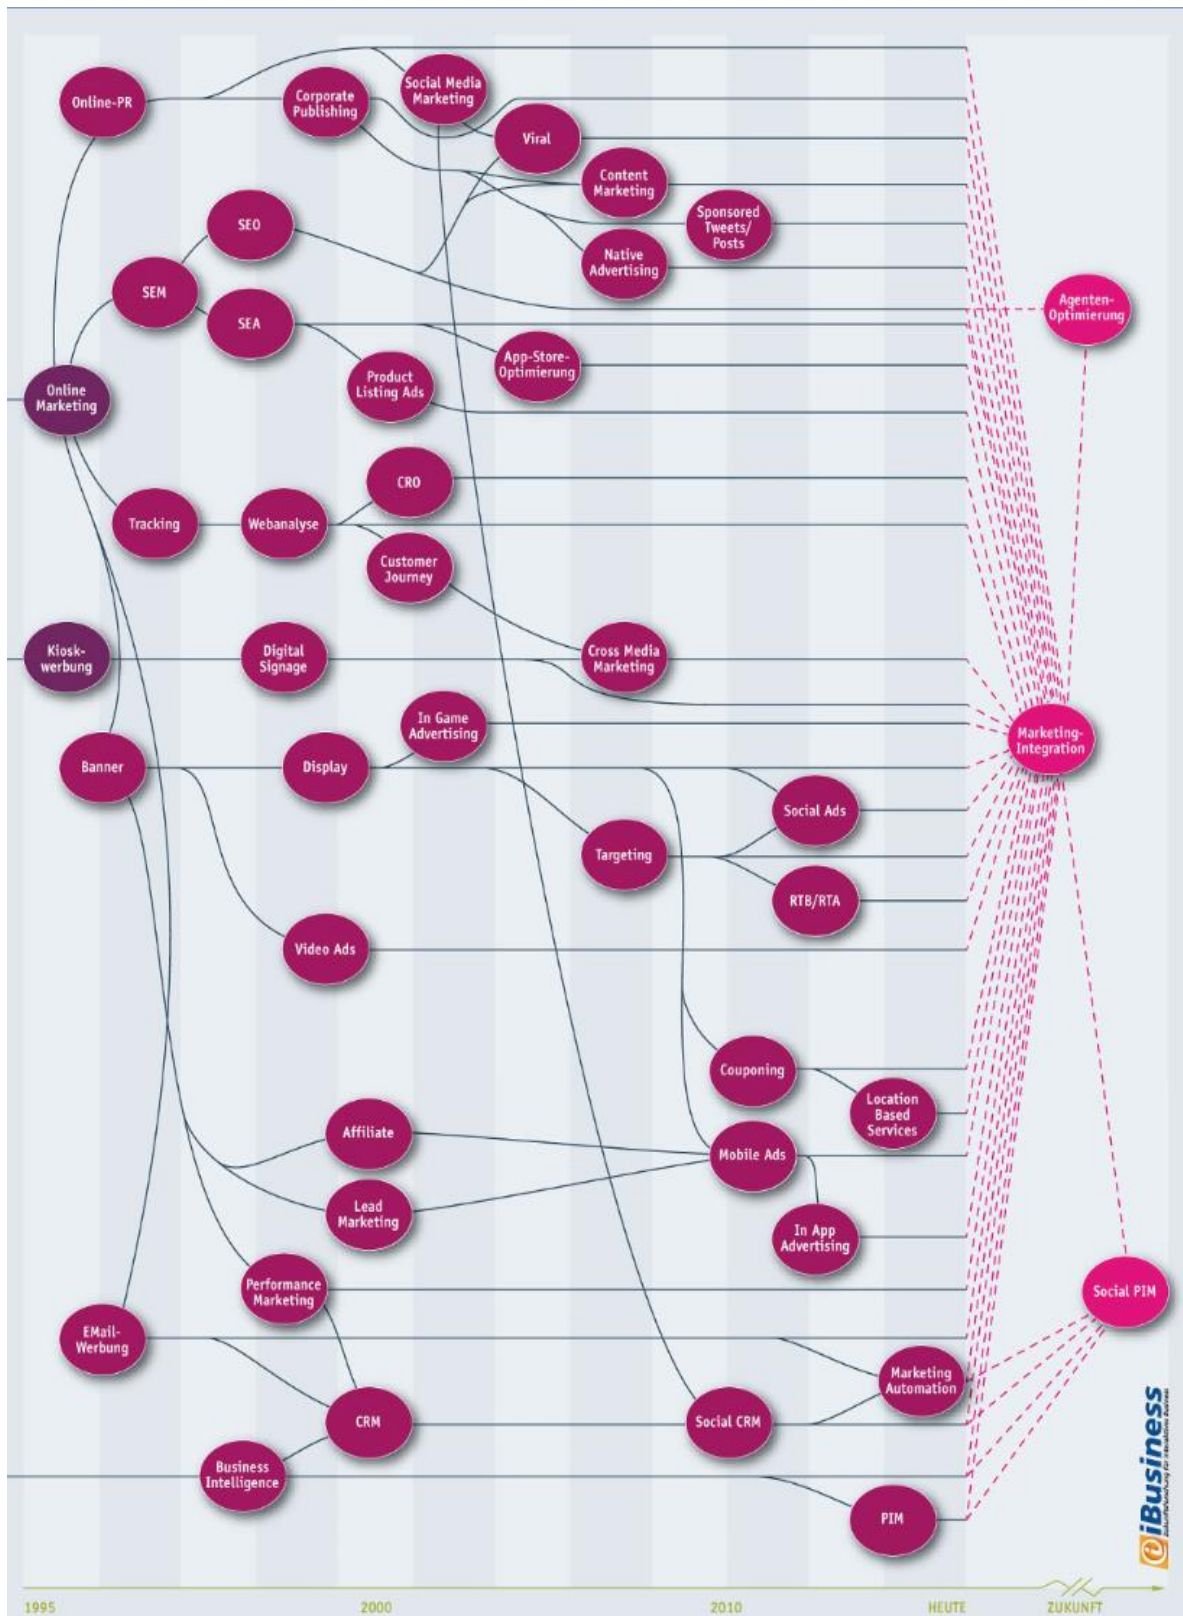 Online-PR
Corporate
Publishing
Social Media
Marketing
Viral
Content
Marketing
Sponsored
Tweets/
Posts
Native
Advertising
SEO
SEM
SEA
Agenten-
Optimierung
App-Store-
Optimierung
Product
Listing Ads
Online
Marketing
CRO
Tracking
Webanalyse
Customer
Journey
Kiosk-
werbung
Digital
Signage
Cross Media
Marketing
In Game
Advertising
Marketing-
Integration
Banner
Display
Social Ads
Targeting
RTB/RTA
Video Ads
Couponing
Location
Based
Services
Affiliate
Mobile Ads
Lead
Marketing
In App
Advertising
Performance
Marketing
Social PIM
EMail-
Werbung
Marketing
Automation
CRM
Social CRM
Business
Intelligence
PIM
iBusiness
Zukunftsforschung für interaktives Business
1995
2000
2010
HEUTE
ZUKUNFT